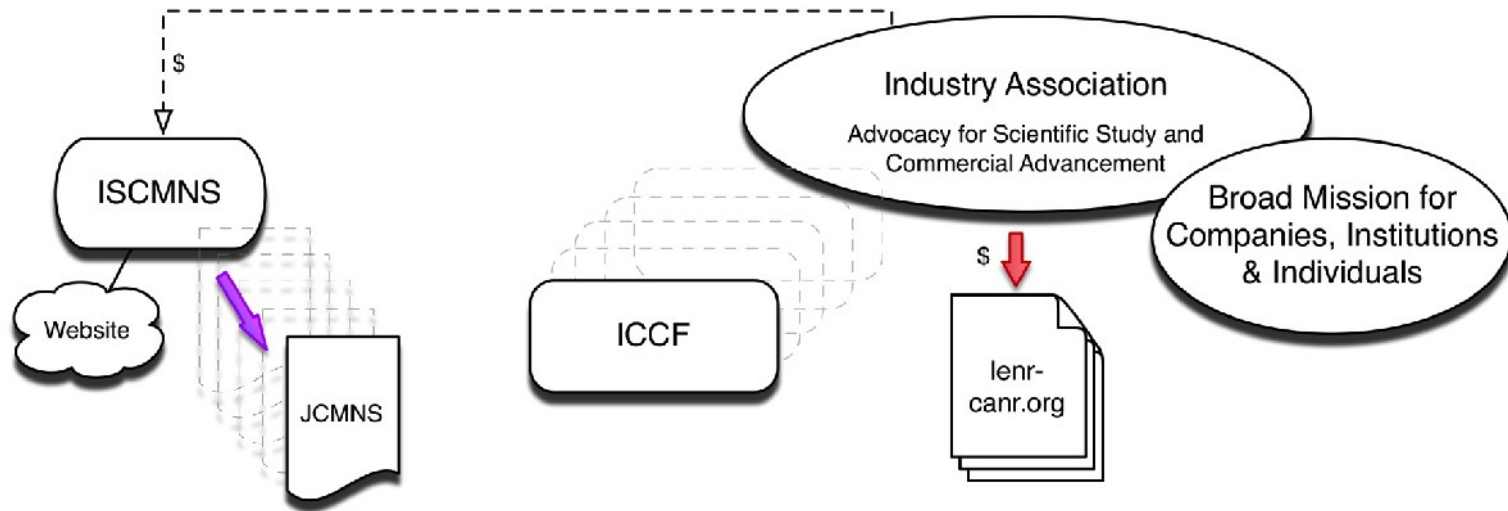 $
Industry Association
Advocacy for Scientific Study and
Commercial Advancement
ISCMNS
Broad Mission for
Companies, Institutions
& Individuals
$
Website
ICCF
lenr-
canr.org
JCMNS